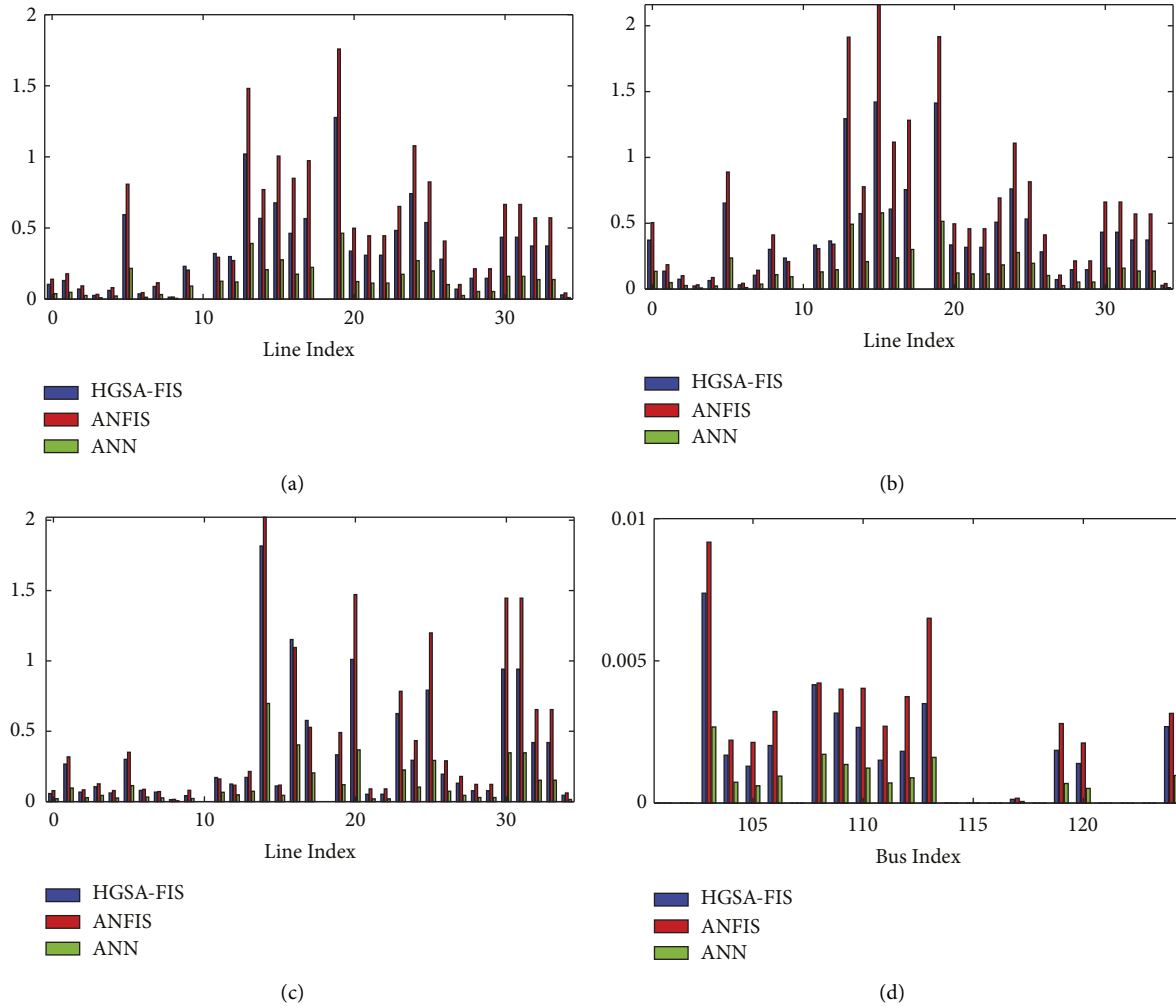 2
1.5
1
0.5
0
0 10 20 30
Line Index
HGSA-FIS
ANFIS
ANN
(a)
2
1.5
1
0.5
0
0 10 20 30
Line Index
HGSA-FIS
ANFIS
ANN
(b)
2
1.5
1
0.5
0
0 10 20 30
Line Index
HGSA-FIS
ANFIS
ANN
(c)
0.01
0.005
0
105 110 115 120
Bus Index
HGSA-FIS
ANFIS
ANN
(d)